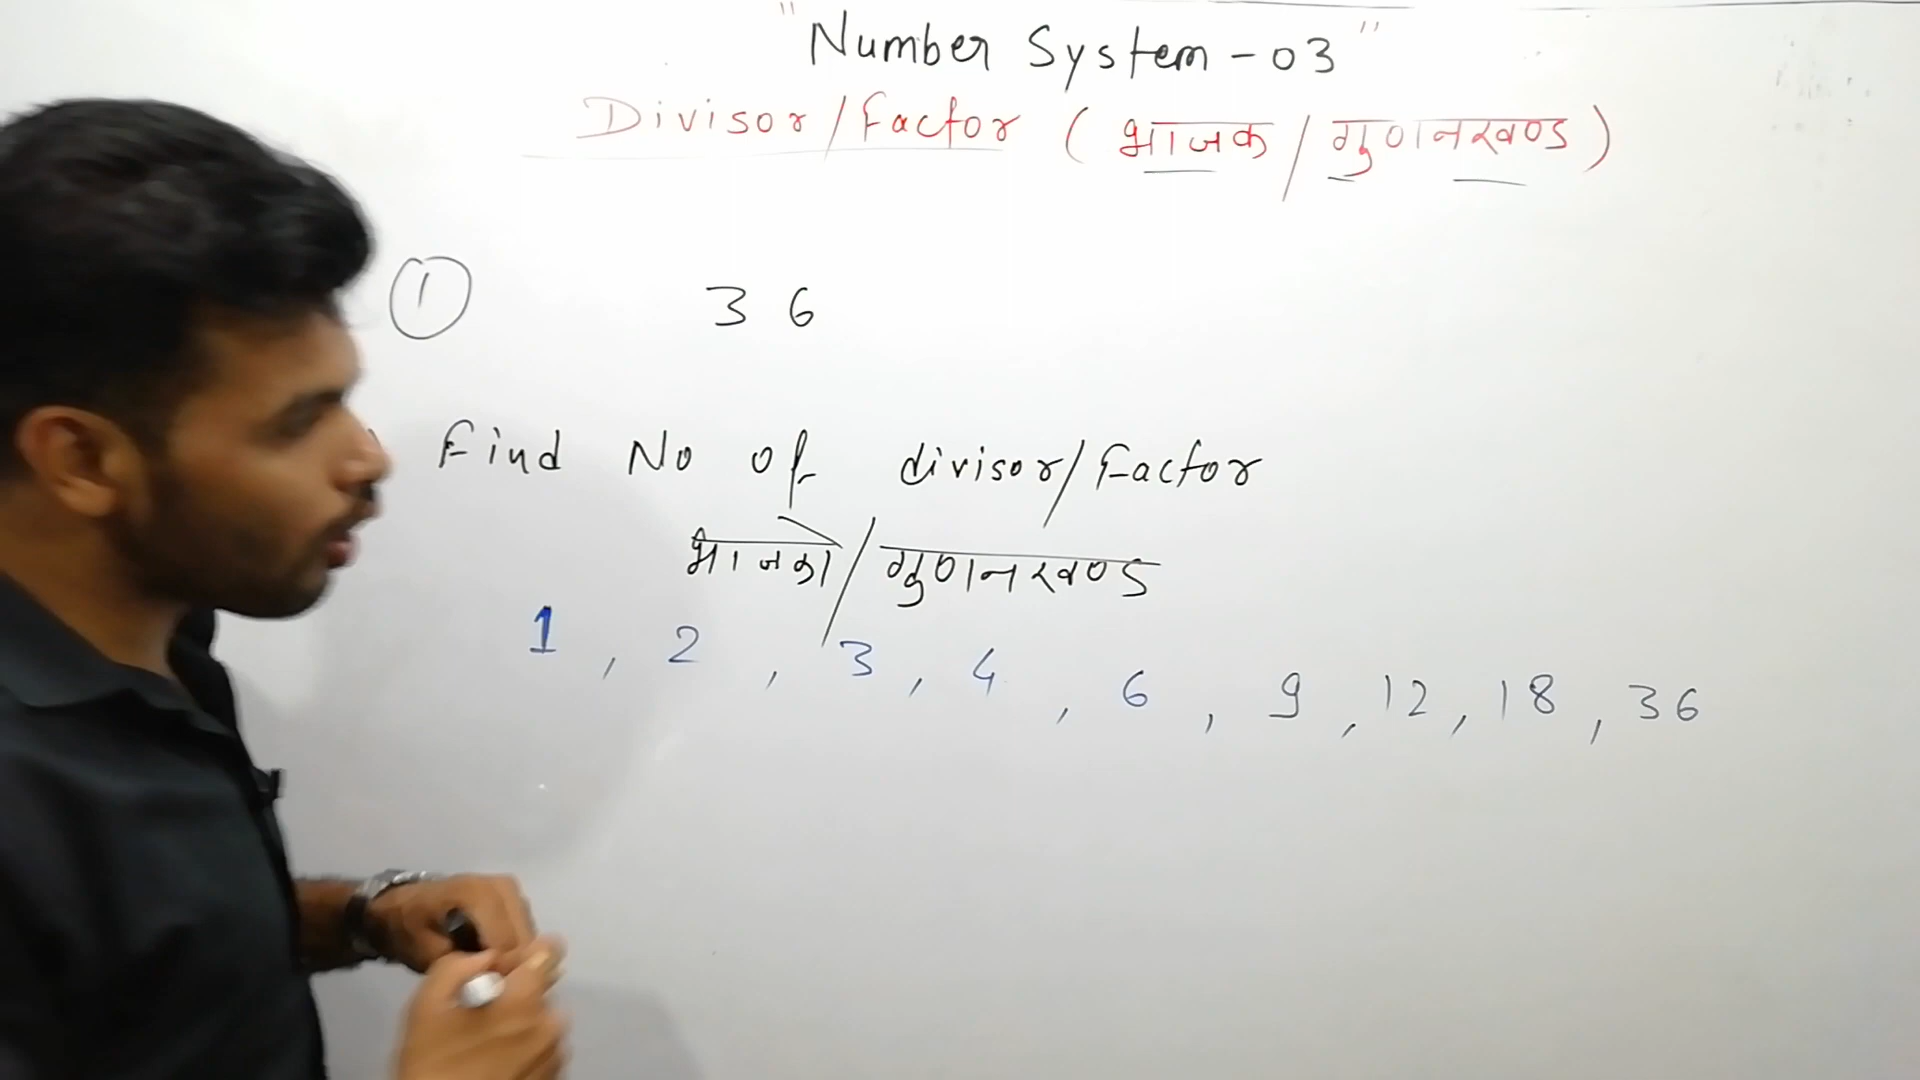 "Number System - 03"
Divisor/Factor (भाजक/गुणनखण्ड)
1 36
Find No of divisor/Factor
भाजको/गुणनखण्ड
1, 2, 3, 4, 6, 9, 12, 18, 36